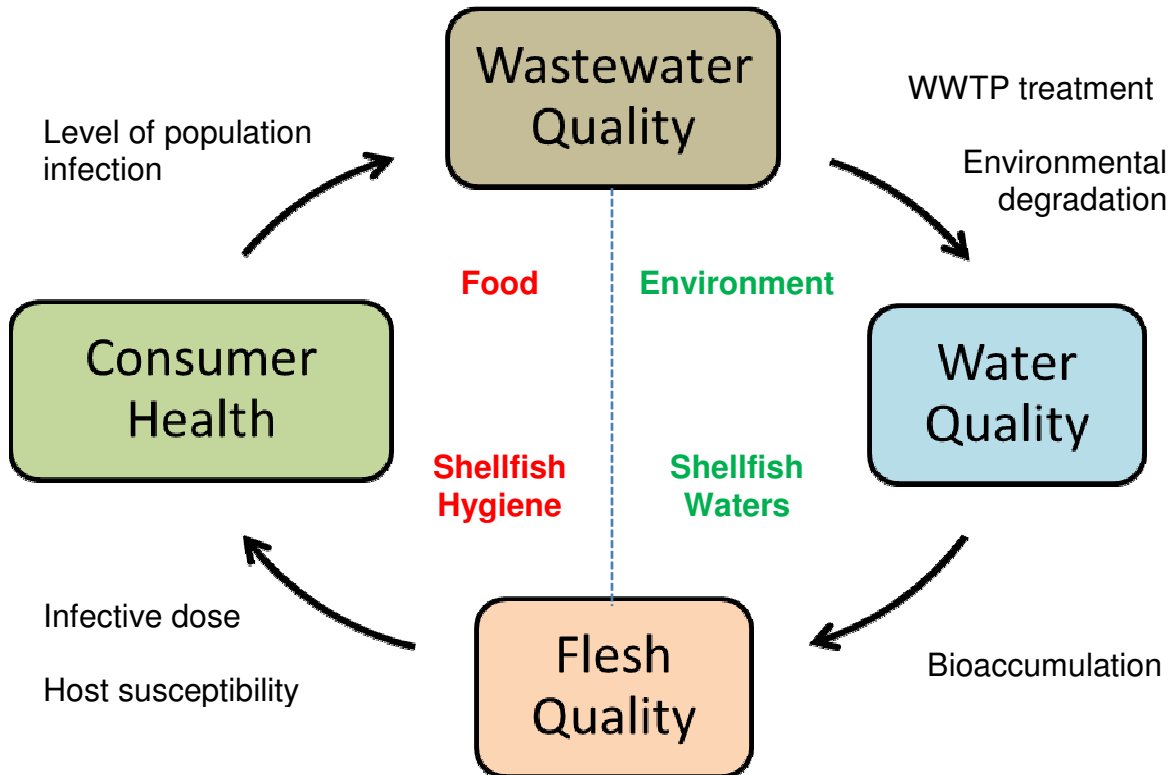 Wastewater
Quality
WWTP treatment
Environmental
degradation
Level of population
infection
Food
Environment
Consumer
Health
Water
Quality
Shellfish
Hygiene
Shellfish
Waters
Infective dose
Host susceptibility
Flesh
Quality
Bioaccumulation